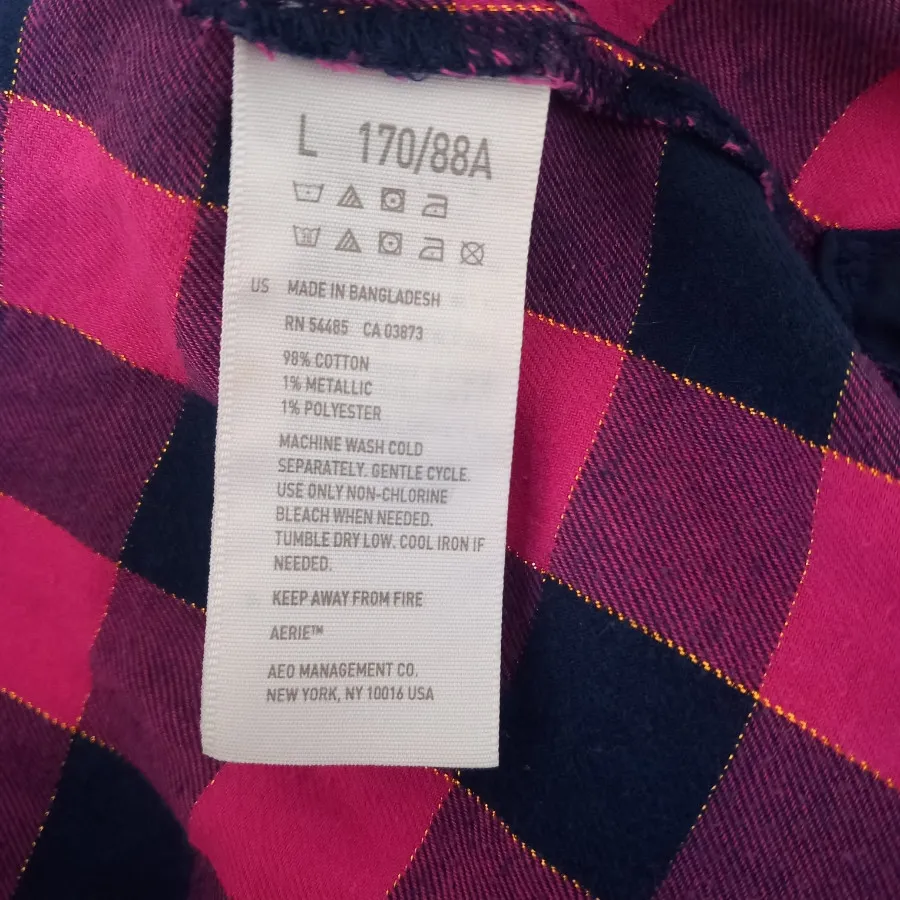 L 170/88A
US MADE IN BANGLADESH
RN 54485 CA 03873
98% COTTON
1% METALLIC
1% POLYESTER
MACHINE WASH COLD
SEPARATELY. GENTLE CYCLE.
USE ONLY NON-CHLORINE
BLEACH WHEN NEEDED.
TUMBLE DRY LOW. COOL IRON IF
NEEDED.
KEEP AWAY FROM FIRE
AERIE™
AEO MANAGEMENT CO.
NEW YORK, NY 10016 USA